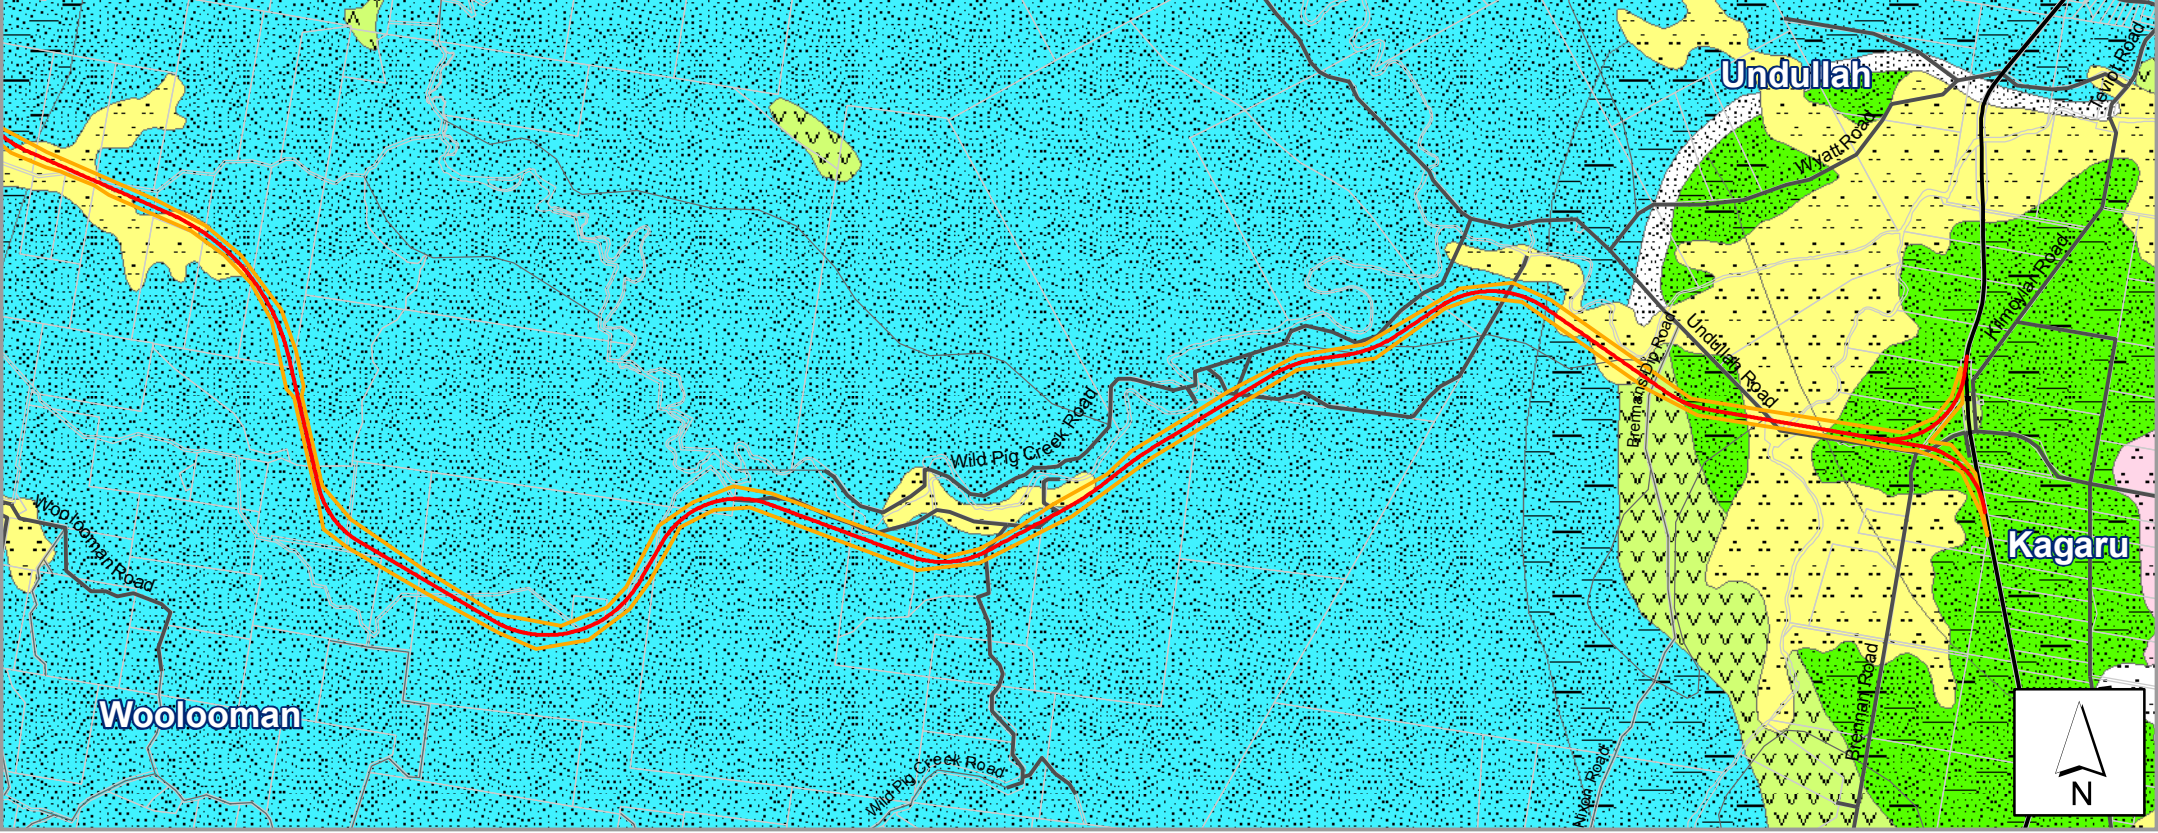 Undullah
Teviot Road
Wyatt Road
Kilmoylar Road
Undullah Road
Brennans Dip Road
Wild Pig Creek Road
Woolooman Road
Kagaru
Woolooman
Brennan Road
Wild Pig Creek Road
Nixon Road
N